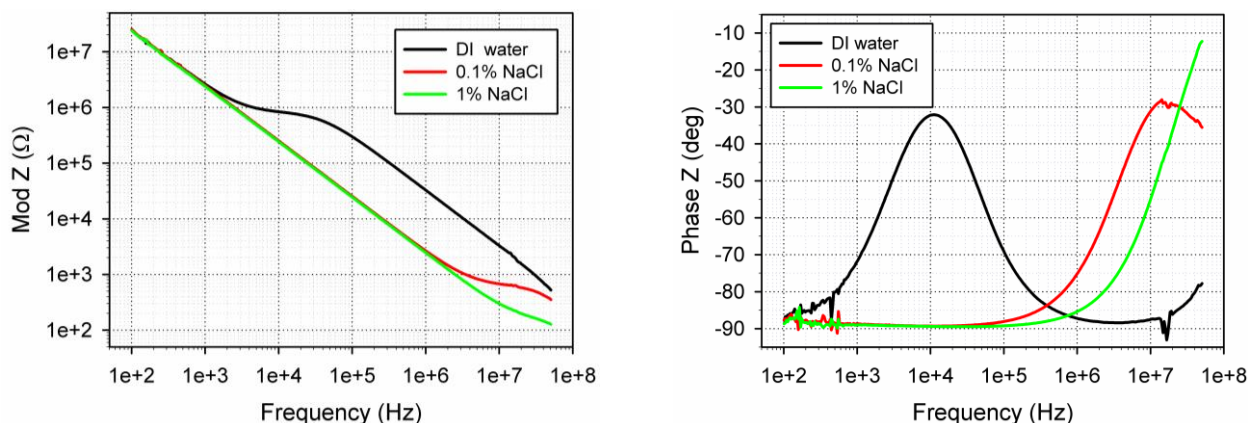 Mod Z (Ω)
1e+7
1e+6
1e+5
1e+4
1e+3
1e+2
DI water
0.1% NaCl
1% NaCl
1e+2 1e+3 1e+4 1e+5 1e+6 1e+7 1e+8
Frequency (Hz)
Phase Z (deg)
-10
-20
-30
-40
-50
-60
-70
-80
-90
DI water
0.1% NaCl
1% NaCl
1e+2 1e+3 1e+4 1e+5 1e+6 1e+7 1e+8
Frequency (Hz)